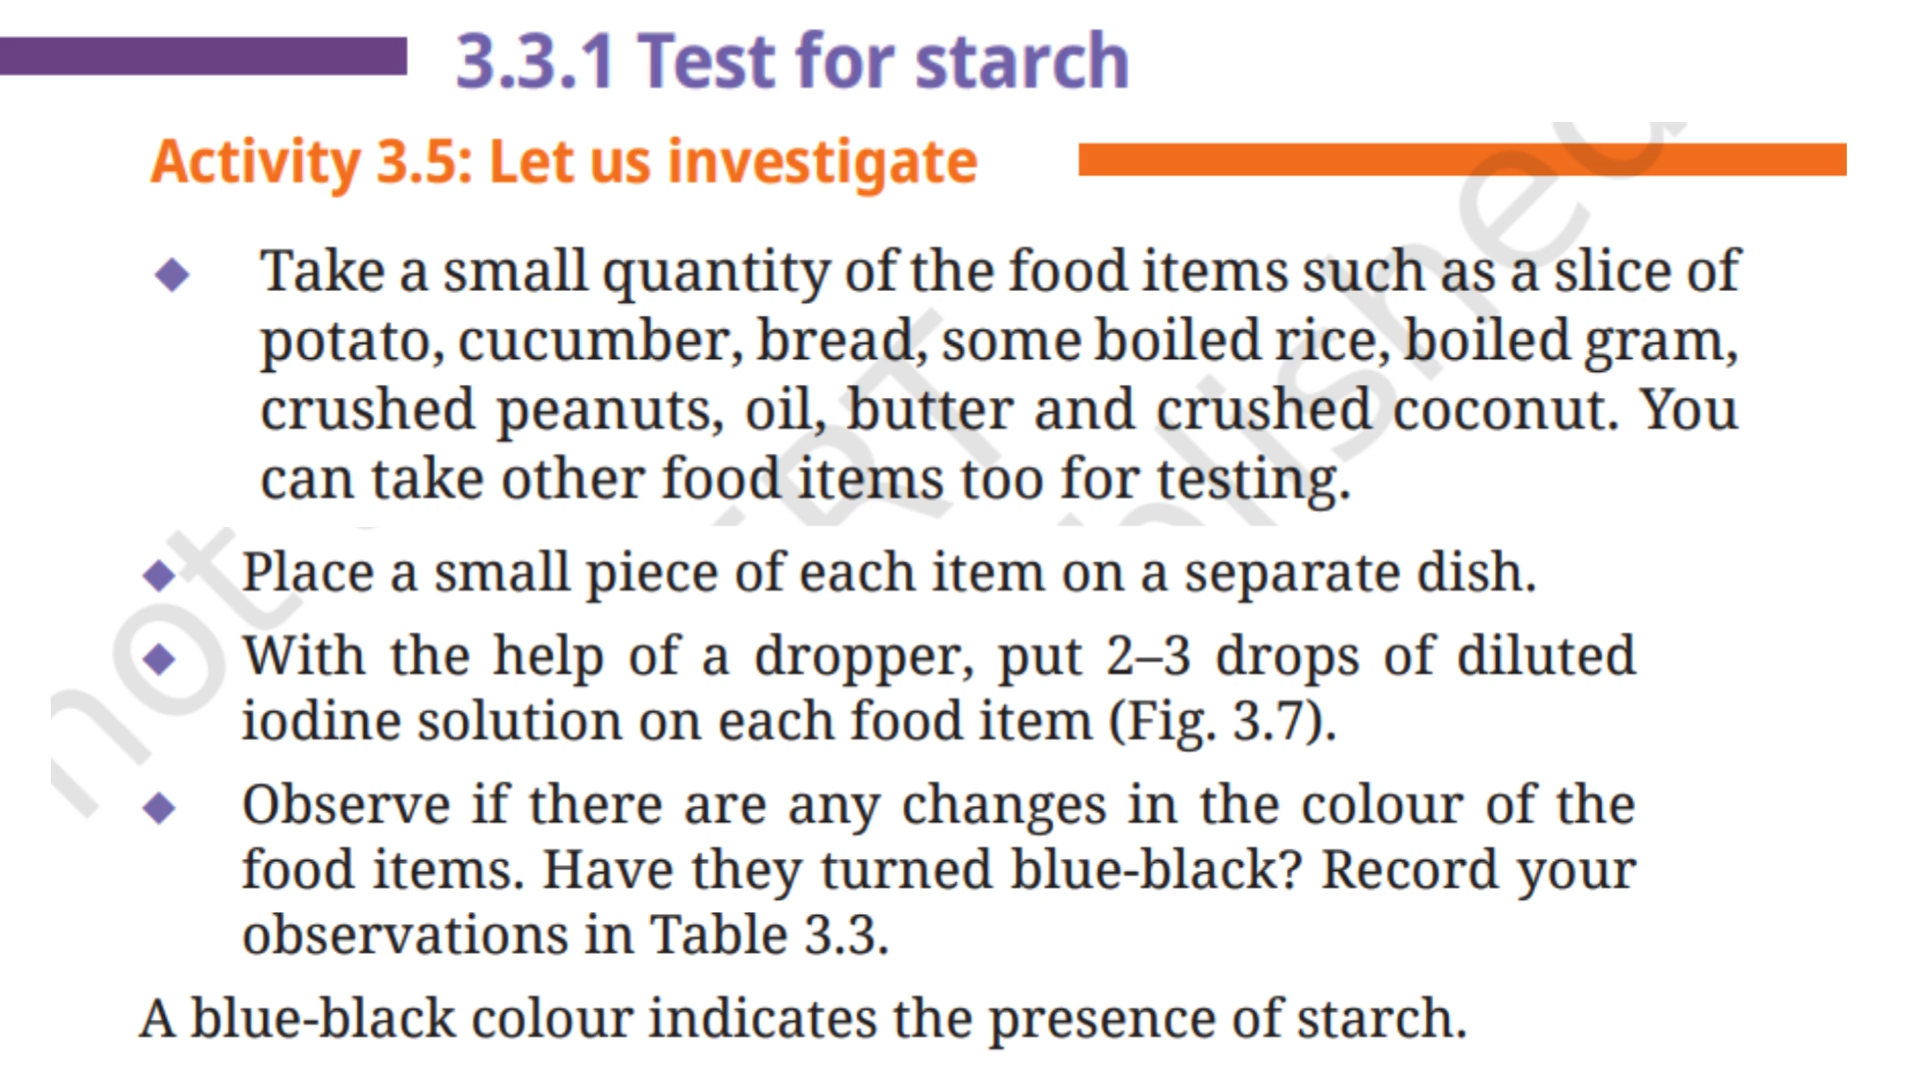 3.3.1 Test for starch
Activity 3.5: Let us investigate
Take a small quantity of the food items such as a slice of
potato, cucumber, bread, some boiled rice, boiled gram,
crushed peanuts, oil, butter and crushed coconut. You
can take other food items too for testing.
Place a small piece of each item on a separate dish.
With the help of a dropper, put 2–3 drops of diluted
iodine solution on each food item (Fig. 3.7).
Observe if there are any changes in the colour of the
food items. Have they turned blue-black? Record your
observations in Table 3.3.
A blue-black colour indicates the presence of starch.